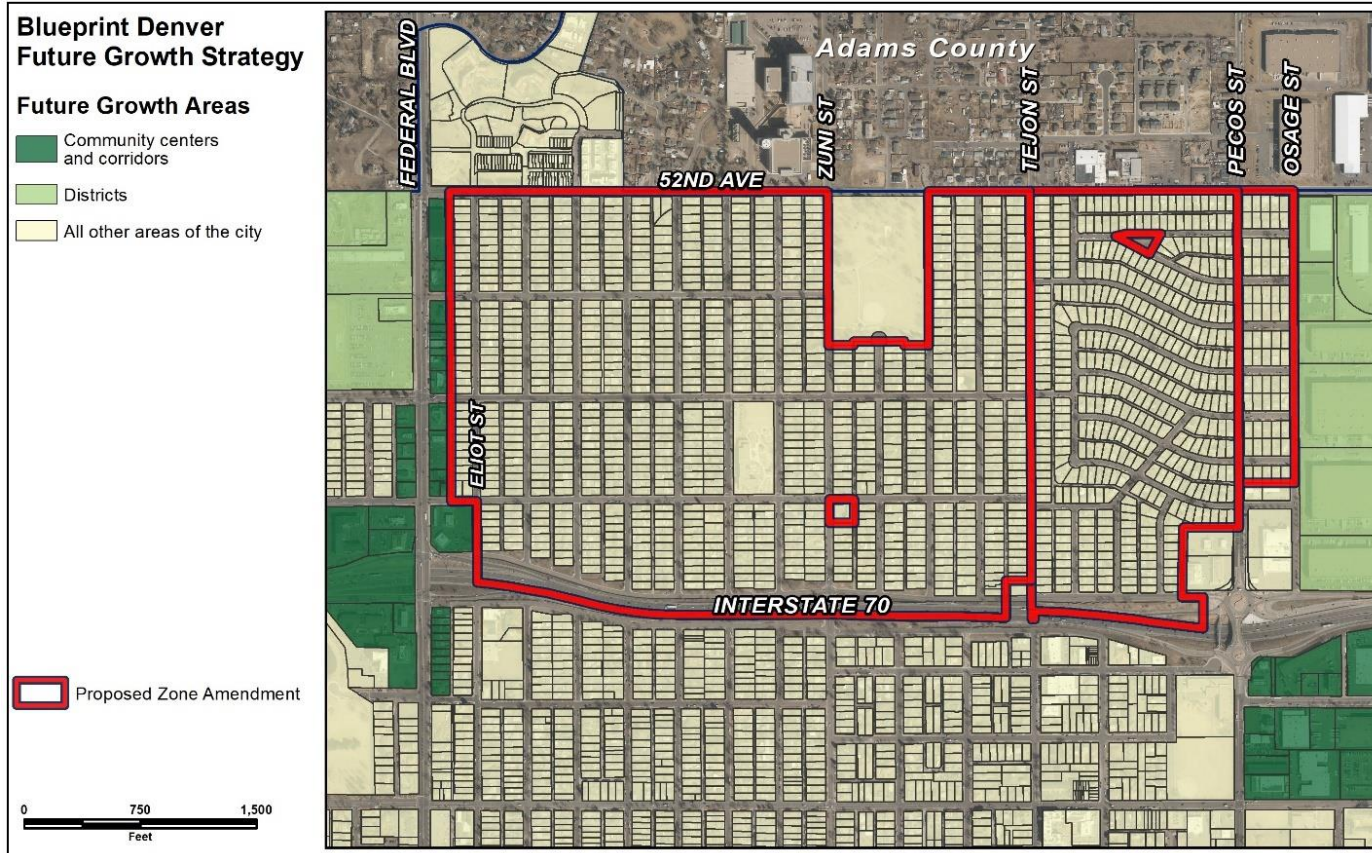 Blueprint Denver
Future Growth Strategy
Future Growth Areas
Community centers
and corridors
Districts
All other areas of the city
Proposed Zone Amendment
0 750 1,500
Feet
Adams County
FEDERAL BLVD
52ND AVE
ZUNI ST
TEJON ST
PECOS ST
OSAGE ST
ELIOT ST
INTERSTATE 70